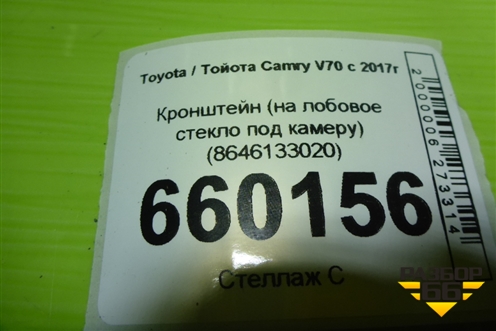 Toyota / Тойота Camry V70 с 2017г
Кронштейн (на лобовое
стекло под камеру)
(8646133020)
660156
Стеллаж С
2000006273314
РАЗБОР
66